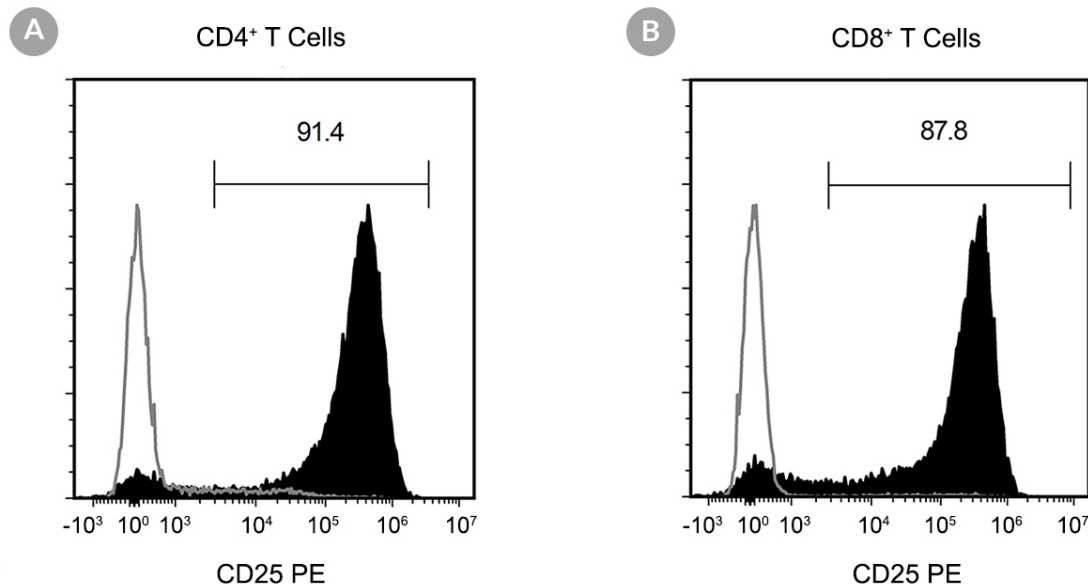 A
CD4⁺ T Cells
91.4
-10³ 10⁰ 10³ 10⁴ 10⁵ 10⁶ 10⁷
CD25 PE
B
CD8⁺ T Cells
87.8
-10³ 10⁰ 10³ 10⁴ 10⁵ 10⁶ 10⁷
CD25 PE